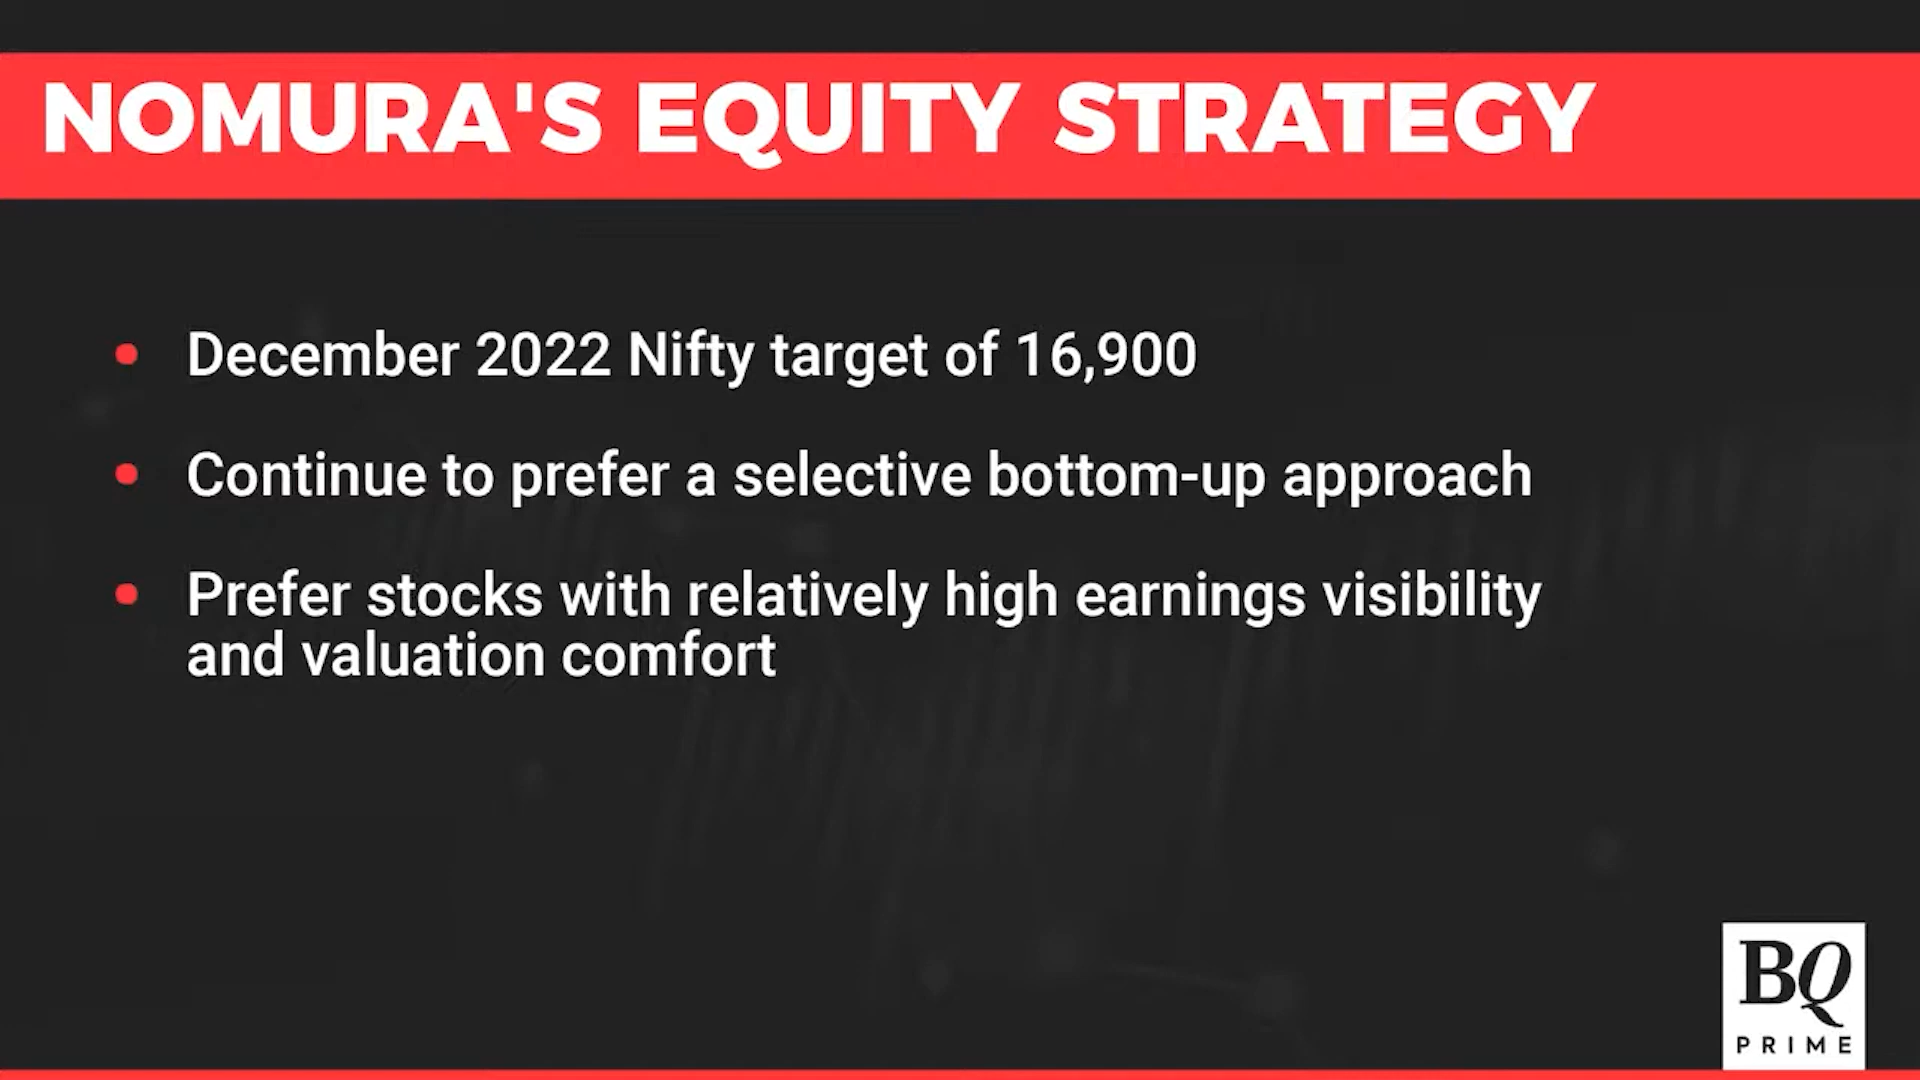 NOMURA'S EQUITY STRATEGY
• December 2022 Nifty target of 16,900
• Continue to prefer a selective bottom-up approach
• Prefer stocks with relatively high earnings visibility
and valuation comfort
BQ
PRIME